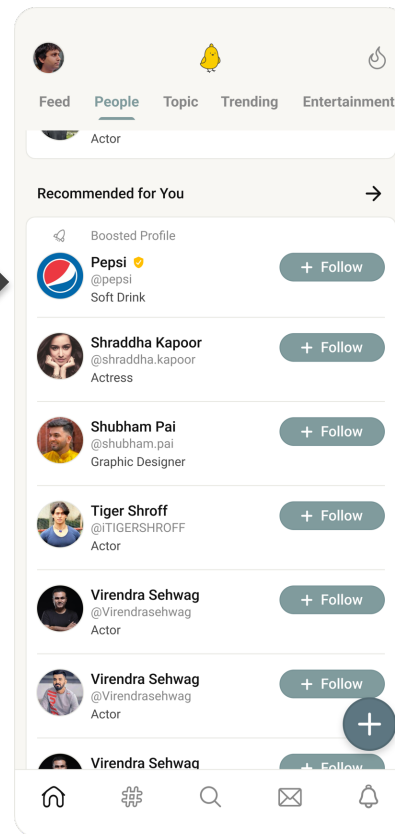 Feed People Topic Trending Entertainment
Actor
Recommended for You
Boosted Profile
Pepsi
@pepsi
Soft Drink
+ Follow
Shraddha Kapoor
@shraddha.kapoor
Actress
+ Follow
Shubham Pai
@shubham.pai
Graphic Designer
+ Follow
Tiger Shroff
@iTIGERSHROFF
Actor
+ Follow
Virendra Sehwag
@Virendrasehwag
Actor
+ Follow
Virendra Sehwag
@Virendrasehwag
Actor
+ Follow
Virendra Sehwag
+ Follow